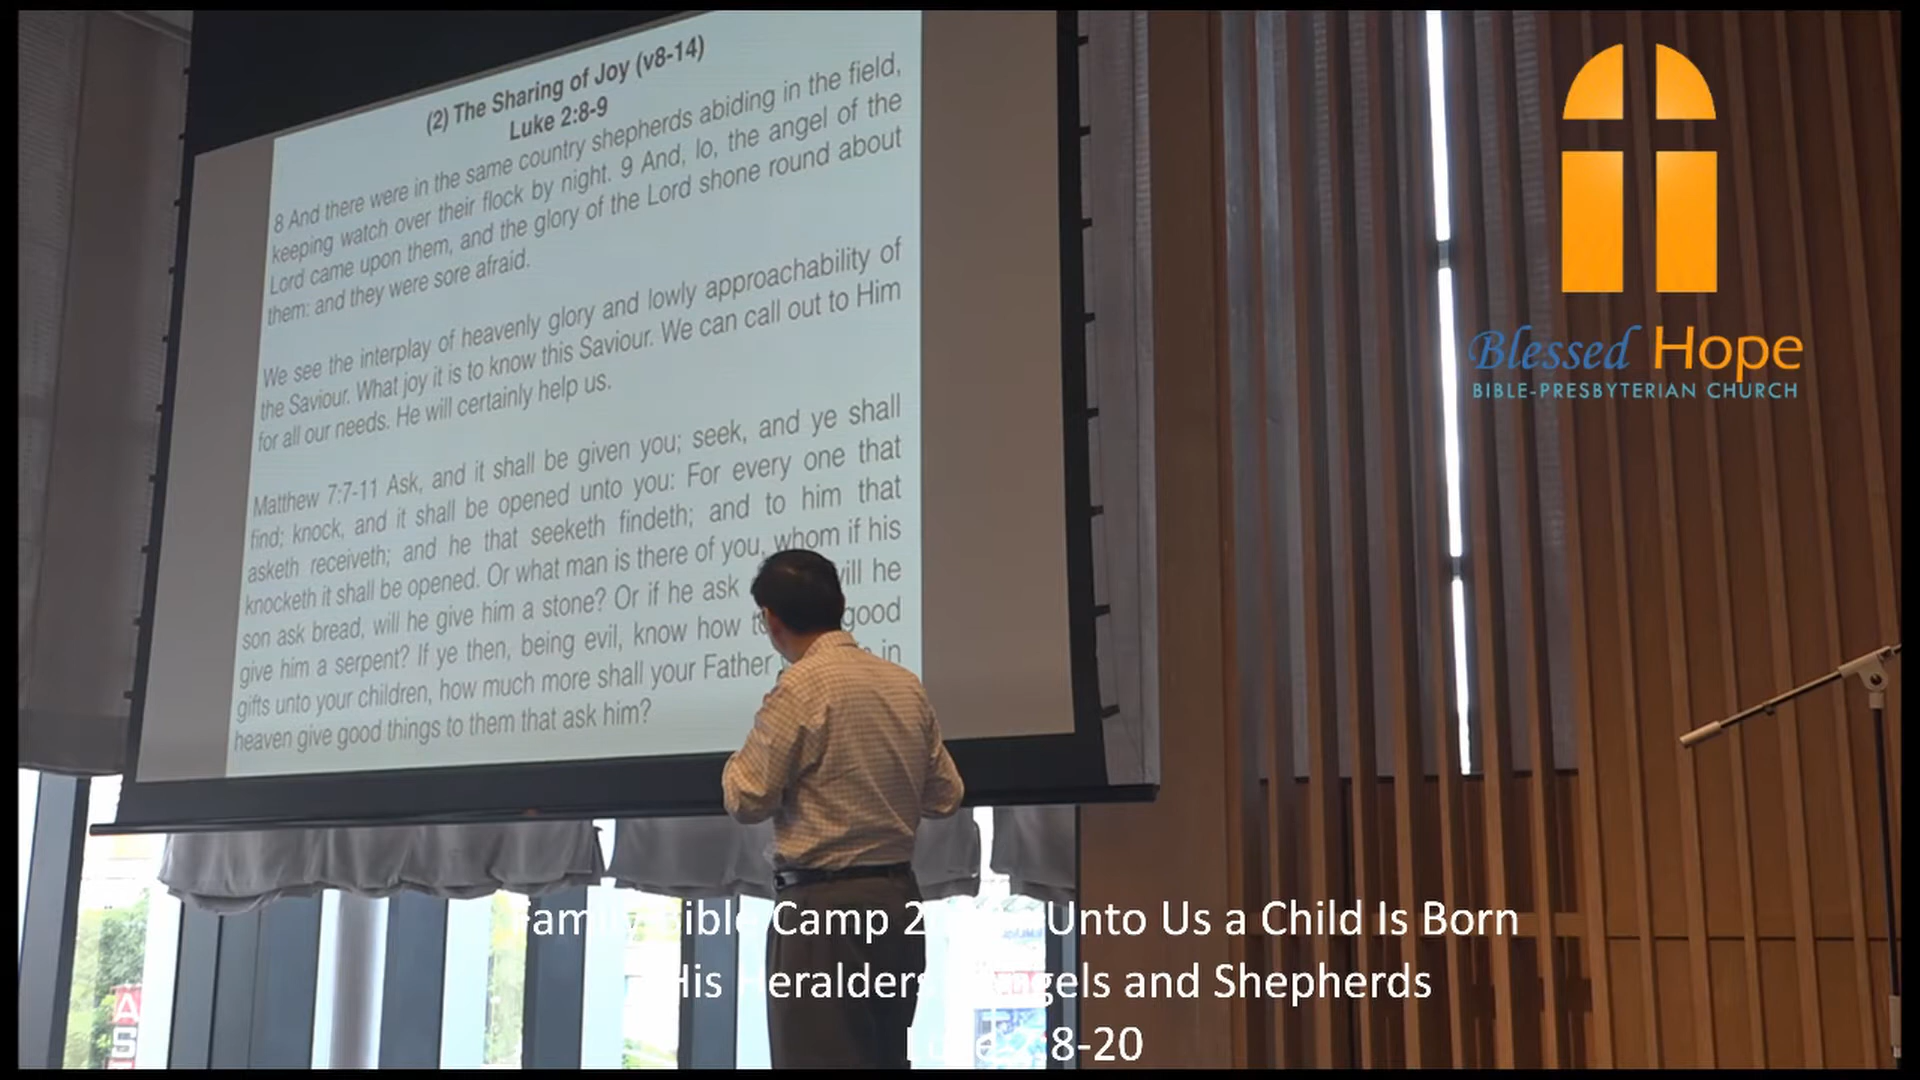 (2) The Sharing of Joy (v8-14)
Luke 2:8-9
8 And there were in the same country shepherds abiding in the field,
keeping watch over their flock by night. 9 And, lo, the angel of the
Lord came upon them, and the glory of the Lord shone round about
them: and they were sore afraid.
We see the interplay of heavenly glory and lowly approachability of
the Saviour. What joy it is to know this Saviour. We can call out to Him
for all our needs. He will certainly help us.
Matthew 7:7-11 Ask, and it shall be given you; seek, and ye shall
find; knock, and it shall be opened unto you: For every one that
asketh receiveth; and he that seeketh findeth; and to him that
knocketh it shall be opened. Or what man is there of you, whom if his
son ask bread, will he give him a stone? Or if he ask will he
give him a serpent? If ye then, being evil, know how good
gifts unto your children, how much more shall your Father in
heaven give good things to them that ask him?
Blessed Hope
BIBLE-PRESBYTERIAN CHURCH
Family Bible Camp Unto Us a Child Is Born
His Heralders Angels and Shepherds
8-20
A
S